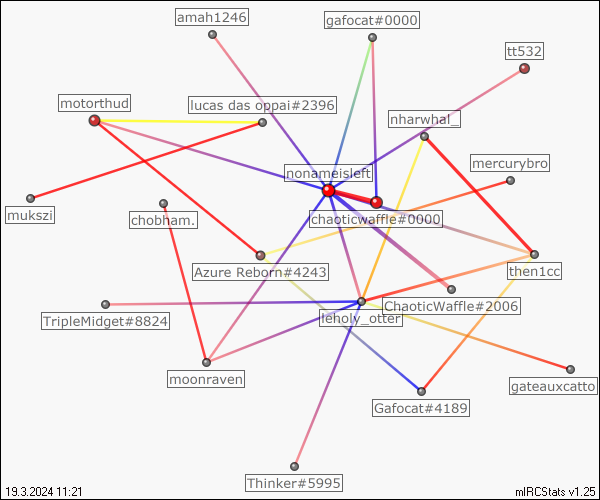 amah1246
gafocat#0000
tt532
motorthud
lucas das oppai#2396
nharwhal_
mercurybro
nonameisleft
mukszi
chobham.
chaoticwaffle#0000
Azure Reborn#4243
then1cc
TripleMidget#8824
leholy_otter
ChaoticWaffle#2006
moonraven
gateauxcatto
Gafocat#4189
Thinker#5995
19.3.2024 11:21
mIRCStats v1.25